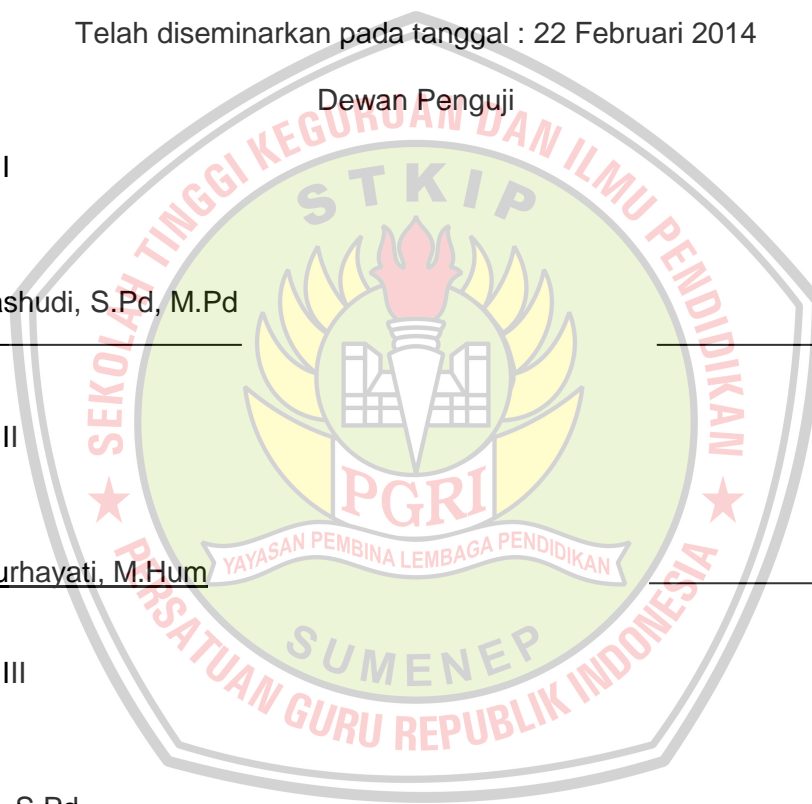 Telah diseminarkan pada tanggal : 22 Februari 2014
Dewan Penguji
I
ashudi, S.Pd, M.Pd
II
urhayati, M.Hum
III
S.Pd
SEKOLAH TINGGI KEGURUAN DAN ILMU PENDIDIKAN
STKIP
PGRI
YAYASAN PEMBINA LEMBAGA PENDIDIKAN
SUMENEP
★ PERSATUAN GURU REPUBLIK INDONESIA ★